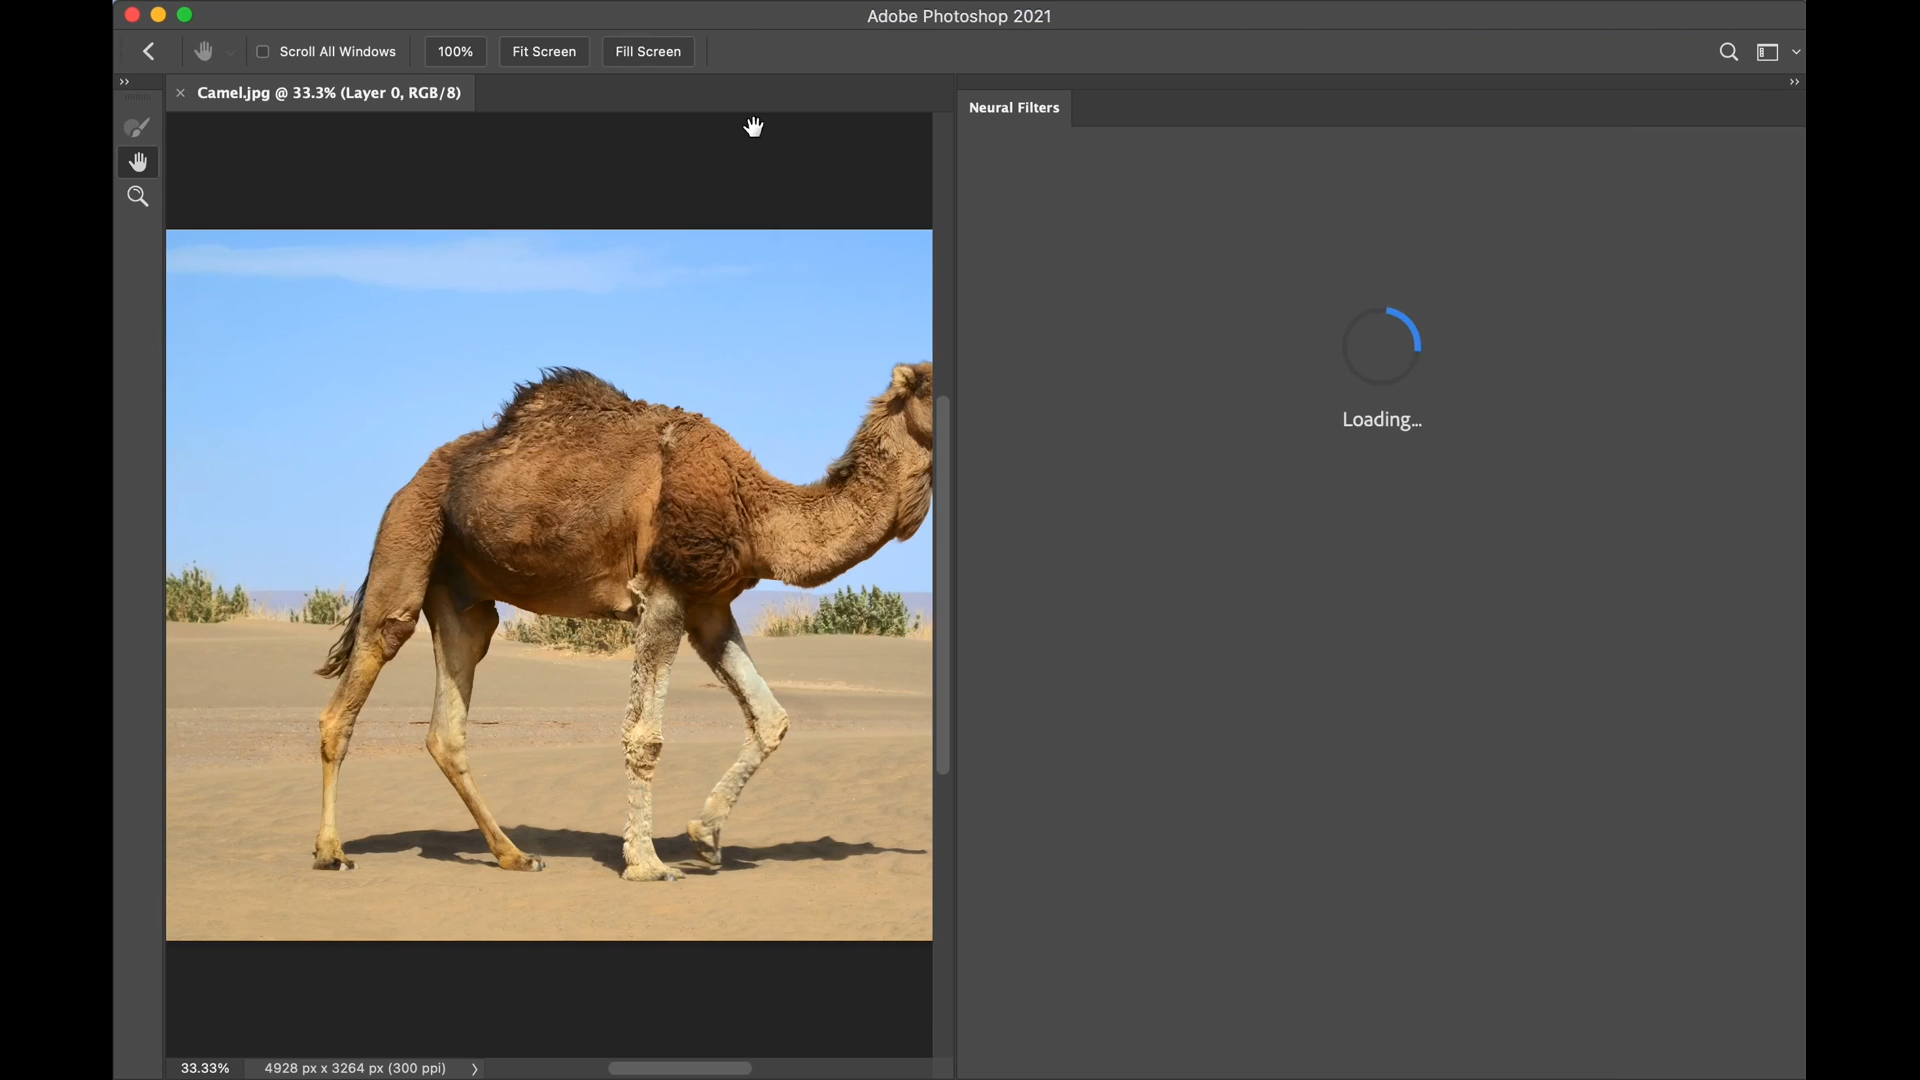 Adobe Photoshop 2021
Scroll All Windows
100%
Fit Screen
Fill Screen
Camel.jpg @ 33.3% (Layer 0, RGB/8)
Neural Filters
Loading...
33.33%
4928 px x 3264 px (300 ppi)